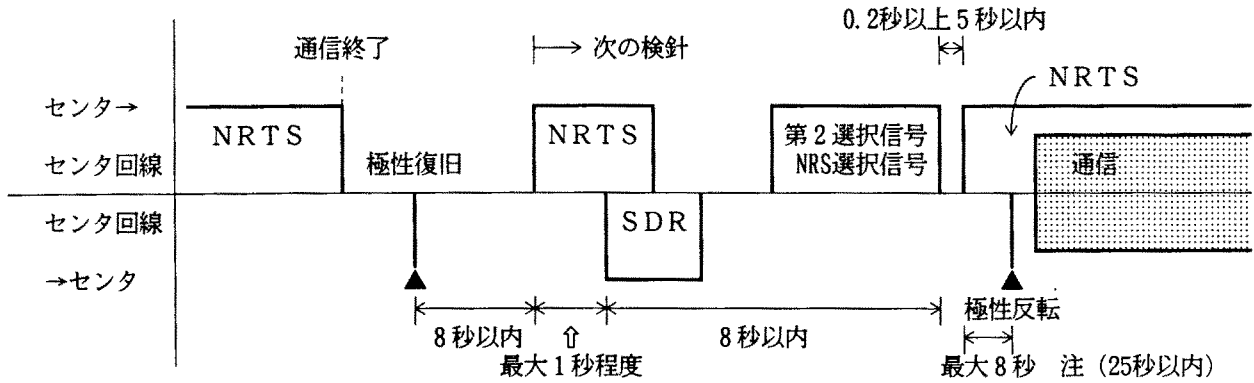 0.2秒以上5秒以内
通信終了
次の検針
NRTS
センタ→
NRTS
NRTS
第2選択信号
センタ回線
極性復旧
NRS選択信号
通信
センタ回線
SDR
→センタ
極性反転
8秒以内
⇧
8秒以内
最大1秒程度
最大8秒 注（25秒以内）